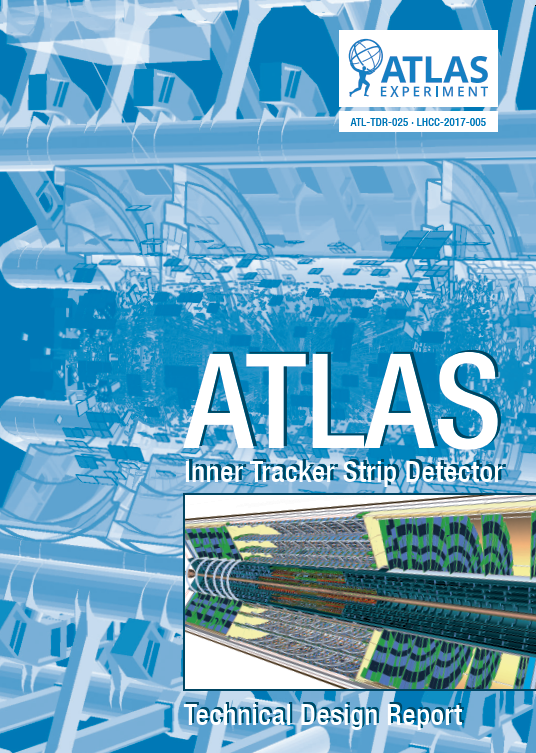 ATLAS
EXPERIMENT
ATL-TDR-025 · LHCC-2017-005
ATLAS
Inner Tracker Strip Detector
Technical Design Report